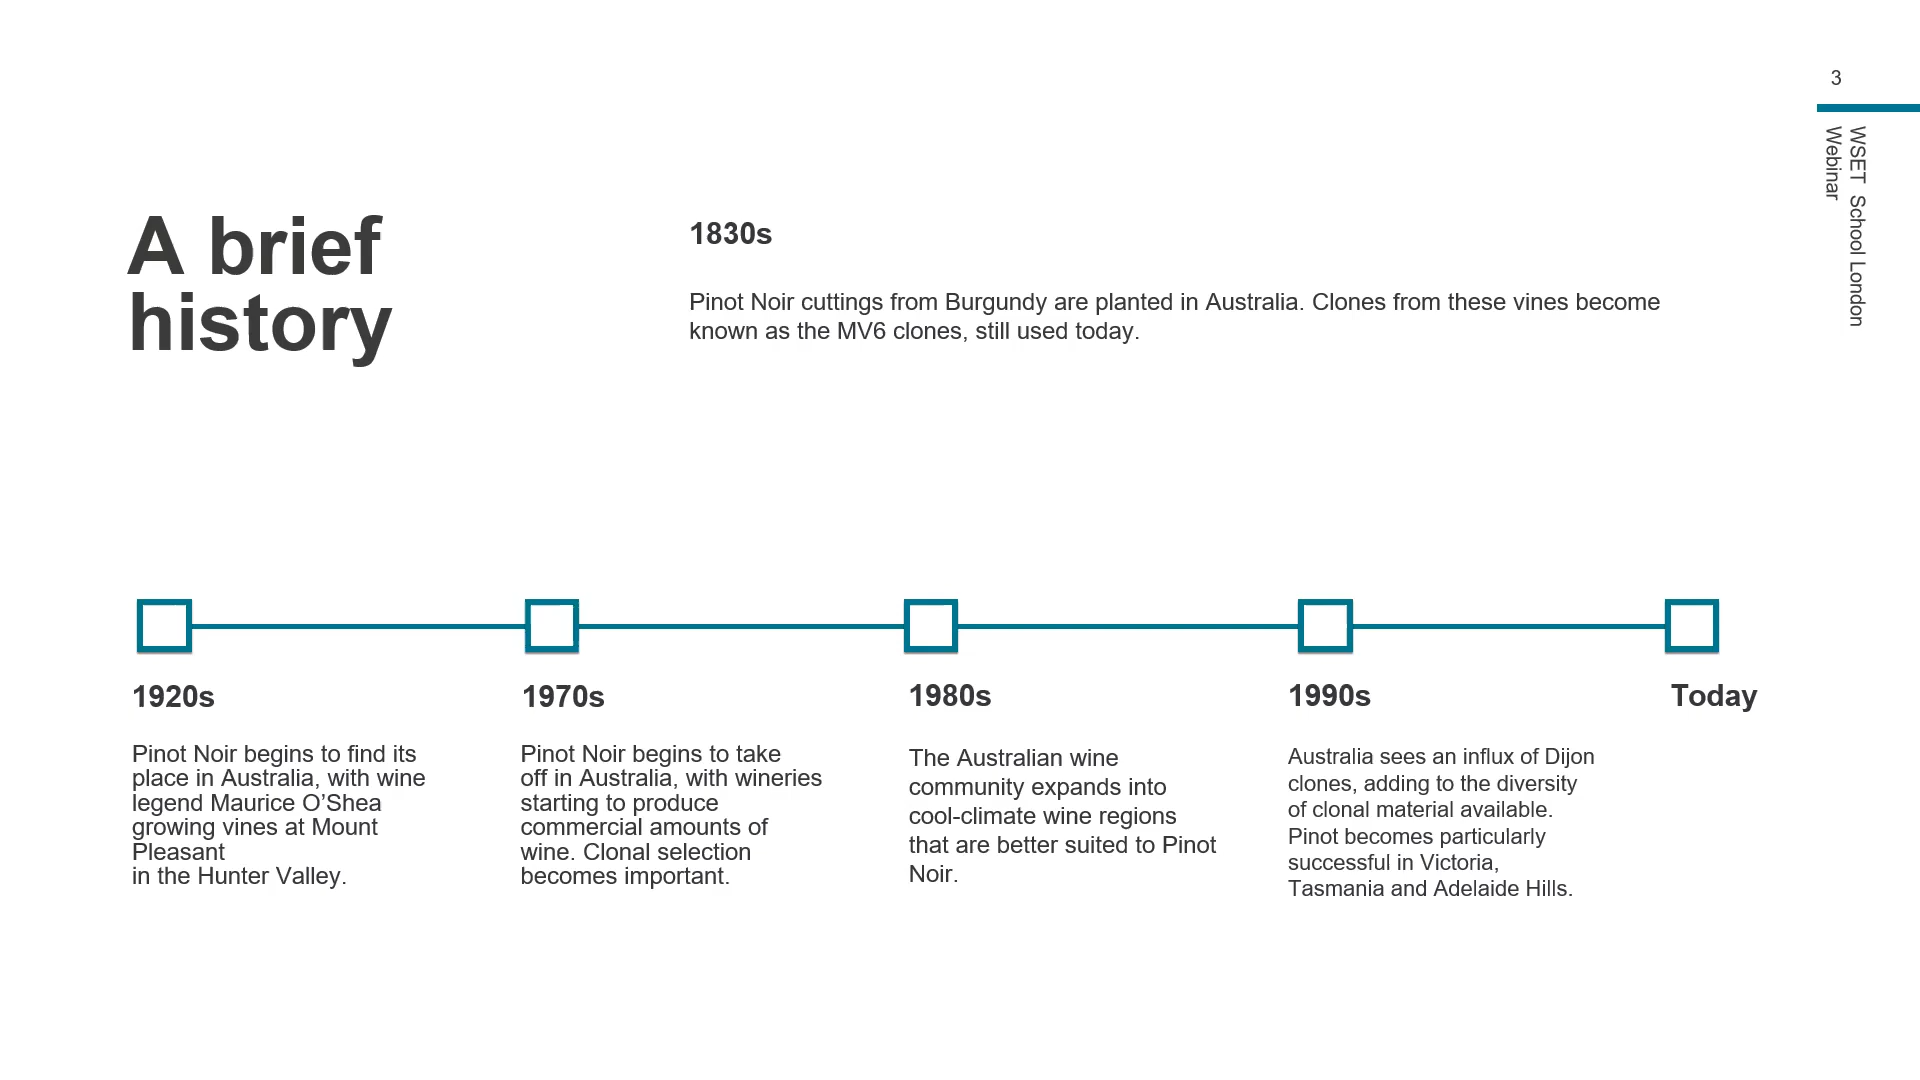 3
WSET School London
Webinar
A brief
history
1830s
Pinot Noir cuttings from Burgundy are planted in Australia. Clones from these vines become
known as the MV6 clones, still used today.
1920s
Pinot Noir begins to find its
place in Australia, with wine
legend Maurice O’Shea
growing vines at Mount
Pleasant
in the Hunter Valley.
1970s
Pinot Noir begins to take
off in Australia, with wineries
starting to produce
commercial amounts of
wine. Clonal selection
becomes important.
1980s
The Australian wine
community expands into
cool-climate wine regions
that are better suited to Pinot
Noir.
1990s
Australia sees an influx of Dijon
clones, adding to the diversity
of clonal material available.
Pinot becomes particularly
successful in Victoria,
Tasmania and Adelaide Hills.
Today